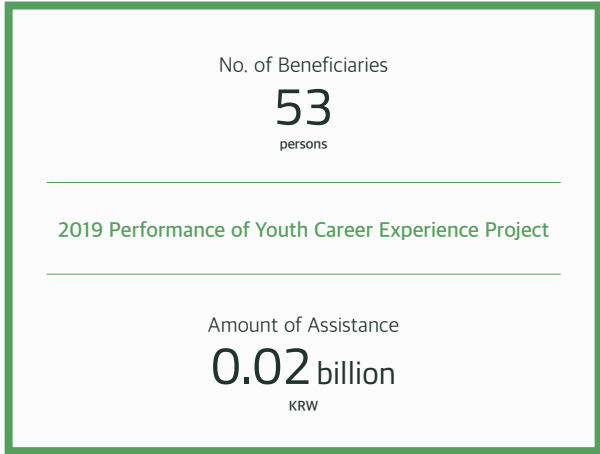 No. of Beneficiaries
53
persons
2019 Performance of Youth Career Experience Project
Amount of Assistance
0.02 billion
KRW